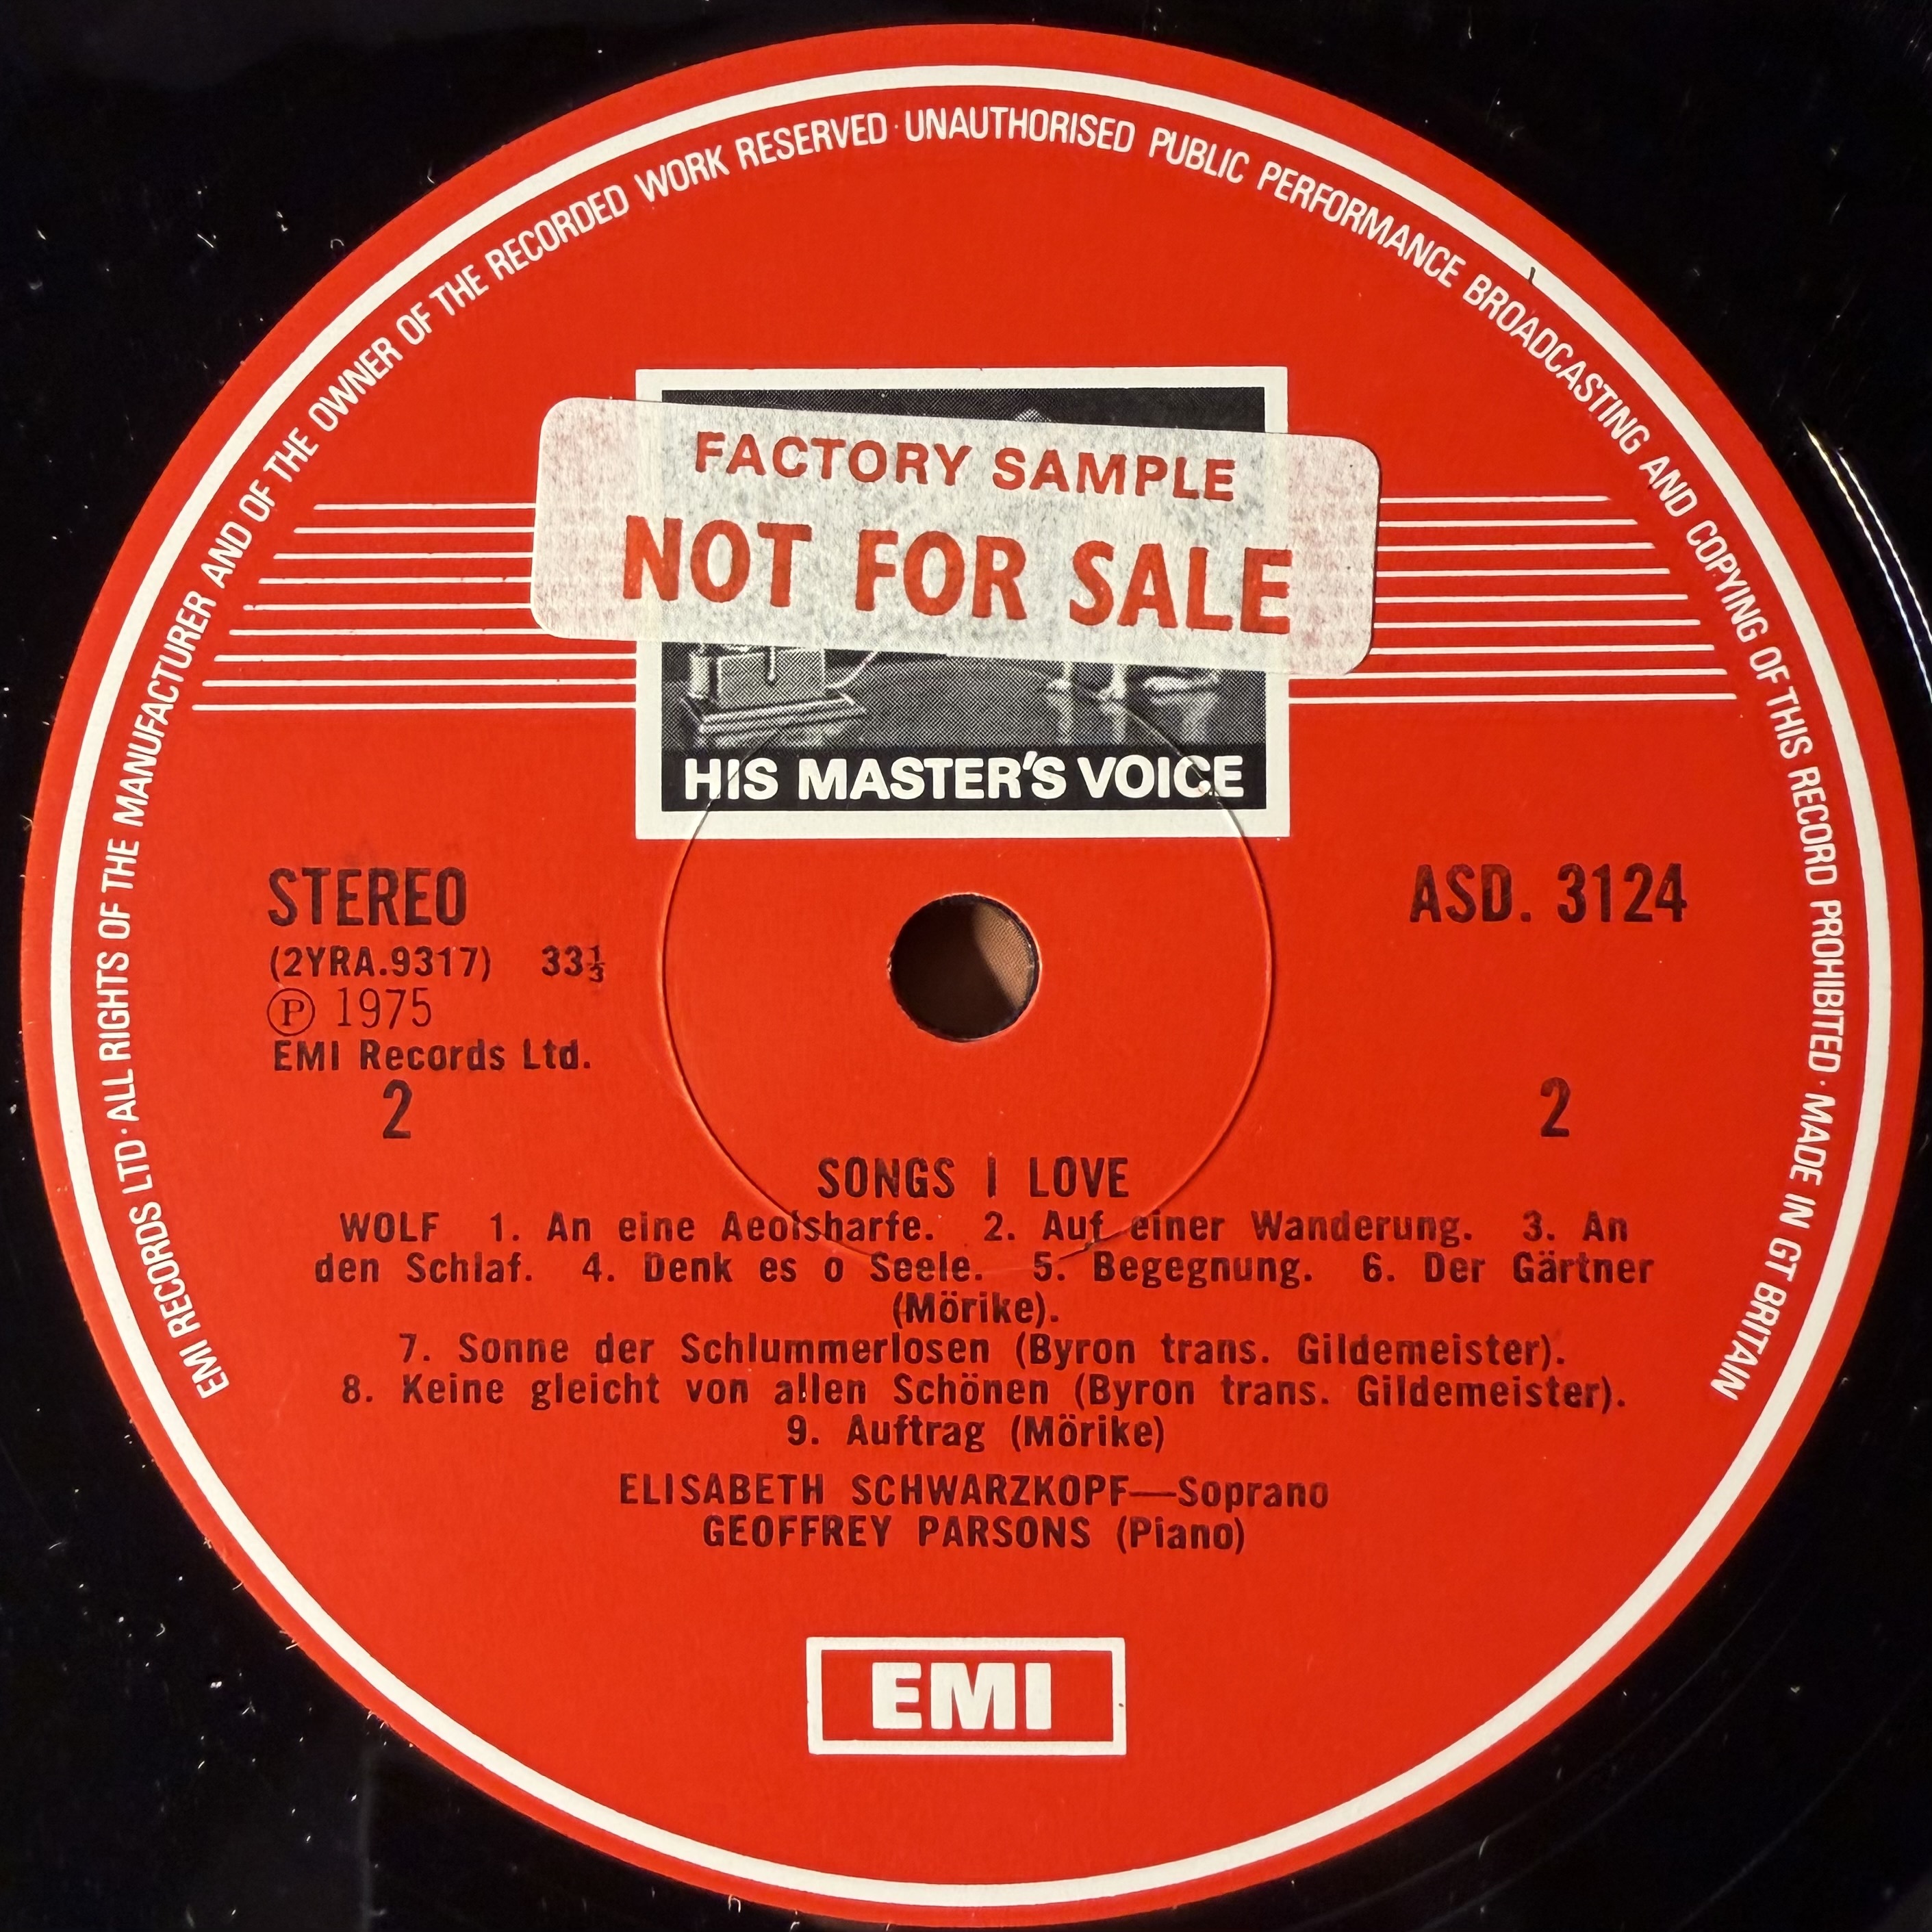 EMI RECORDS LTD · ALL RIGHTS OF THE MANUFACTURER AND OF THE OWNER OF THE RECORDED WORK RESERVED · UNAUTHORISED PUBLIC PERFORMANCE BROADCASTING AND COPYING OF THIS RECORD PROHIBITED · MADE IN GT BRITAIN
FACTORY SAMPLE
NOT FOR SALE
HIS MASTER'S VOICE
STEREO
(2YRA.9317) 33⅓
Ⓟ 1975
EMI Records Ltd.
2
ASD. 3124
2
SONGS I LOVE
WOLF 1. An eine Aeolsharfe. 2. Auf einer Wanderung. 3. An
den Schlaf. 4. Denk es o Seele. 5. Begegnung. 6. Der Gärtner
(Mörike).
7. Sonne der Schlummerlosen (Byron trans. Gildemeister).
8. Keine gleicht von allen Schönen (Byron trans. Gildemeister).
9. Auftrag (Mörike)
ELISABETH SCHWARZKOPF—Soprano
GEOFFREY PARSONS (Piano)
EMI